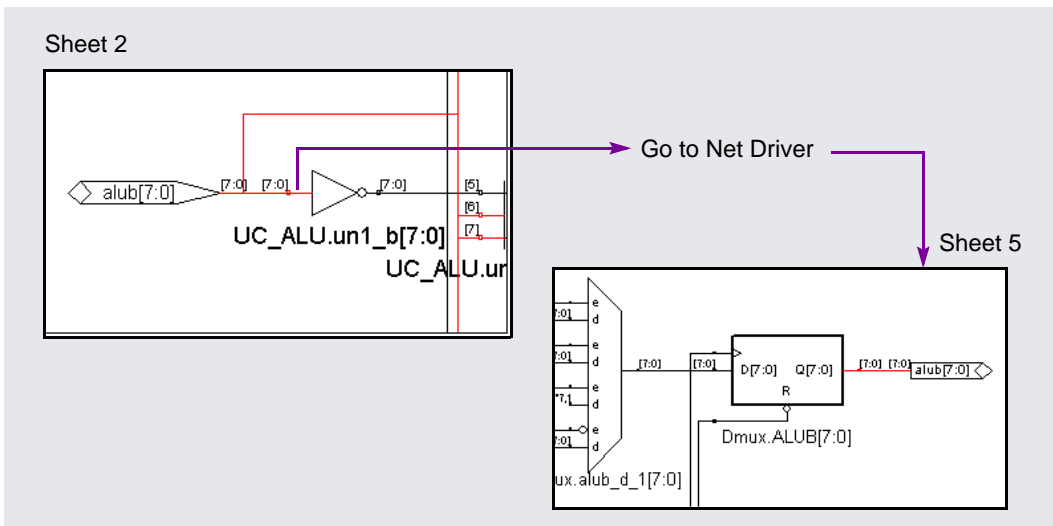 Sheet 2
alub[7:0]
[7:0] [7:0] [7:0] [5]
[6]
[7]
UC_ALU.un1_b[7:0]
UC_ALU.ur
Go to Net Driver
Sheet 5
e
7:0] d
e
7:0] d
e
"7,1 d
e
7:0] d
[7:0] [7:0]
D[7:0] Q[7:0]
R
[7:0] [7:0] alub[7:0]
Dmux.ALUB[7:0]
ux.alub_d_1[7:0]